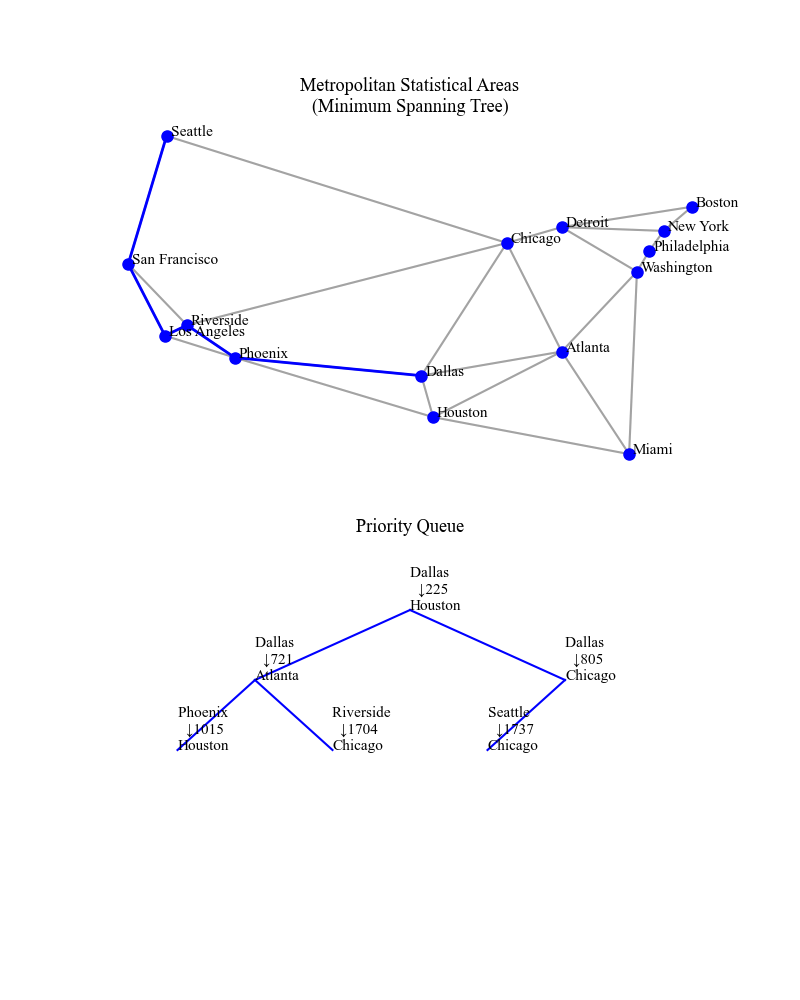 Metropolitan Statistical Areas
(Minimum Spanning Tree)
Seattle
Boston
Detroit
New York
Chicago
Philadelphia
San Francisco
Washington
Riverside
Los Angeles
Atlanta
Phoenix
Dallas
Houston
Miami
Priority Queue
Dallas
↓225
Houston
Dallas
↓721
Atlanta
Dallas
↓805
Chicago
Phoenix
↓1015
Houston
Riverside
↓1704
Chicago
Seattle
↓1737
Chicago